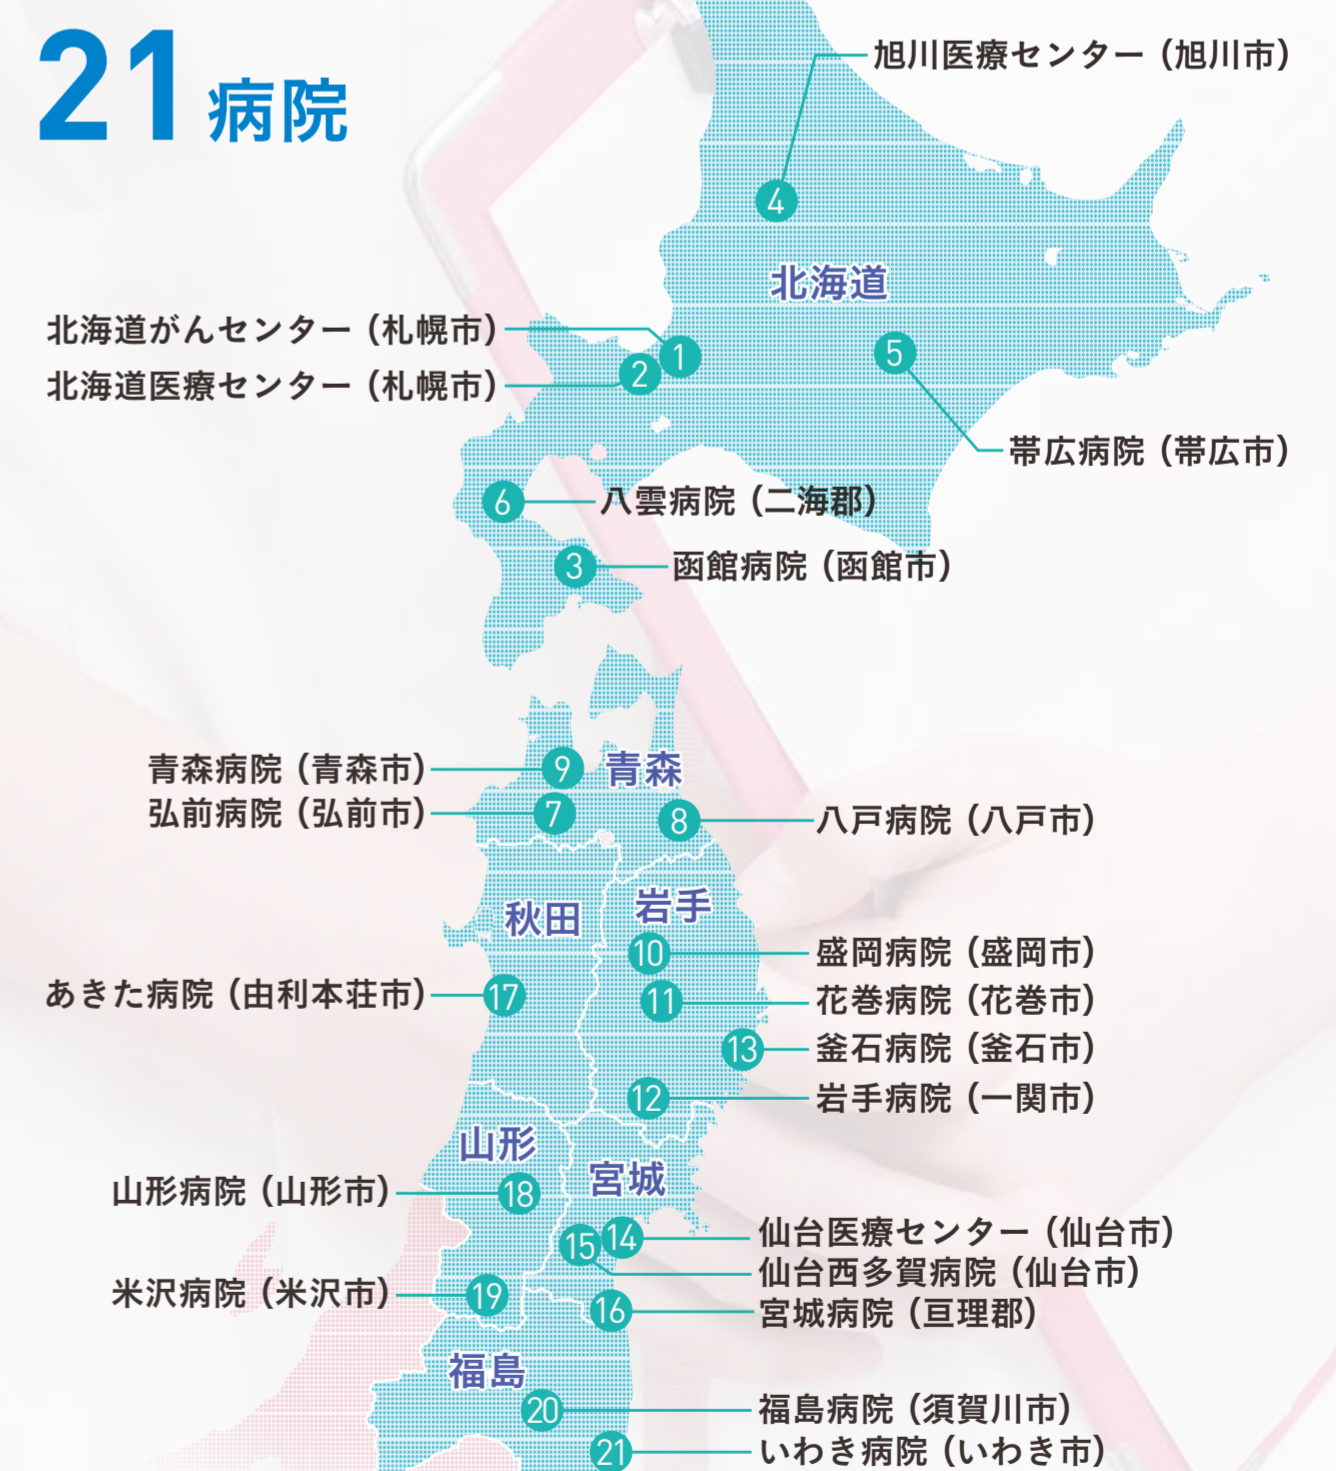 21 病院
旭川医療センター（旭川市）
4
北海道
北海道がんセンター（札幌市）
1
5
2
北海道医療センター（札幌市）
帯広病院（帯広市）
6
八雲病院（二海郡）
3
函館病院（函館市）
青森病院（青森市）
9
青森
弘前病院（弘前市）
7
8
八戸病院（八戸市）
秋田
岩手
10
盛岡病院（盛岡市）
あきた病院（由利本荘市）
17
11
花巻病院（花巻市）
13
釜石病院（釜石市）
12
岩手病院（一関市）
山形
宮城
山形病院（山形市）
18
15
14
仙台医療センター（仙台市）
仙台西多賀病院（仙台市）
米沢病院（米沢市）
19
16
宮城病院（亘理郡）
福島
20
福島病院（須賀川市）
21
いわき病院（いわき市）